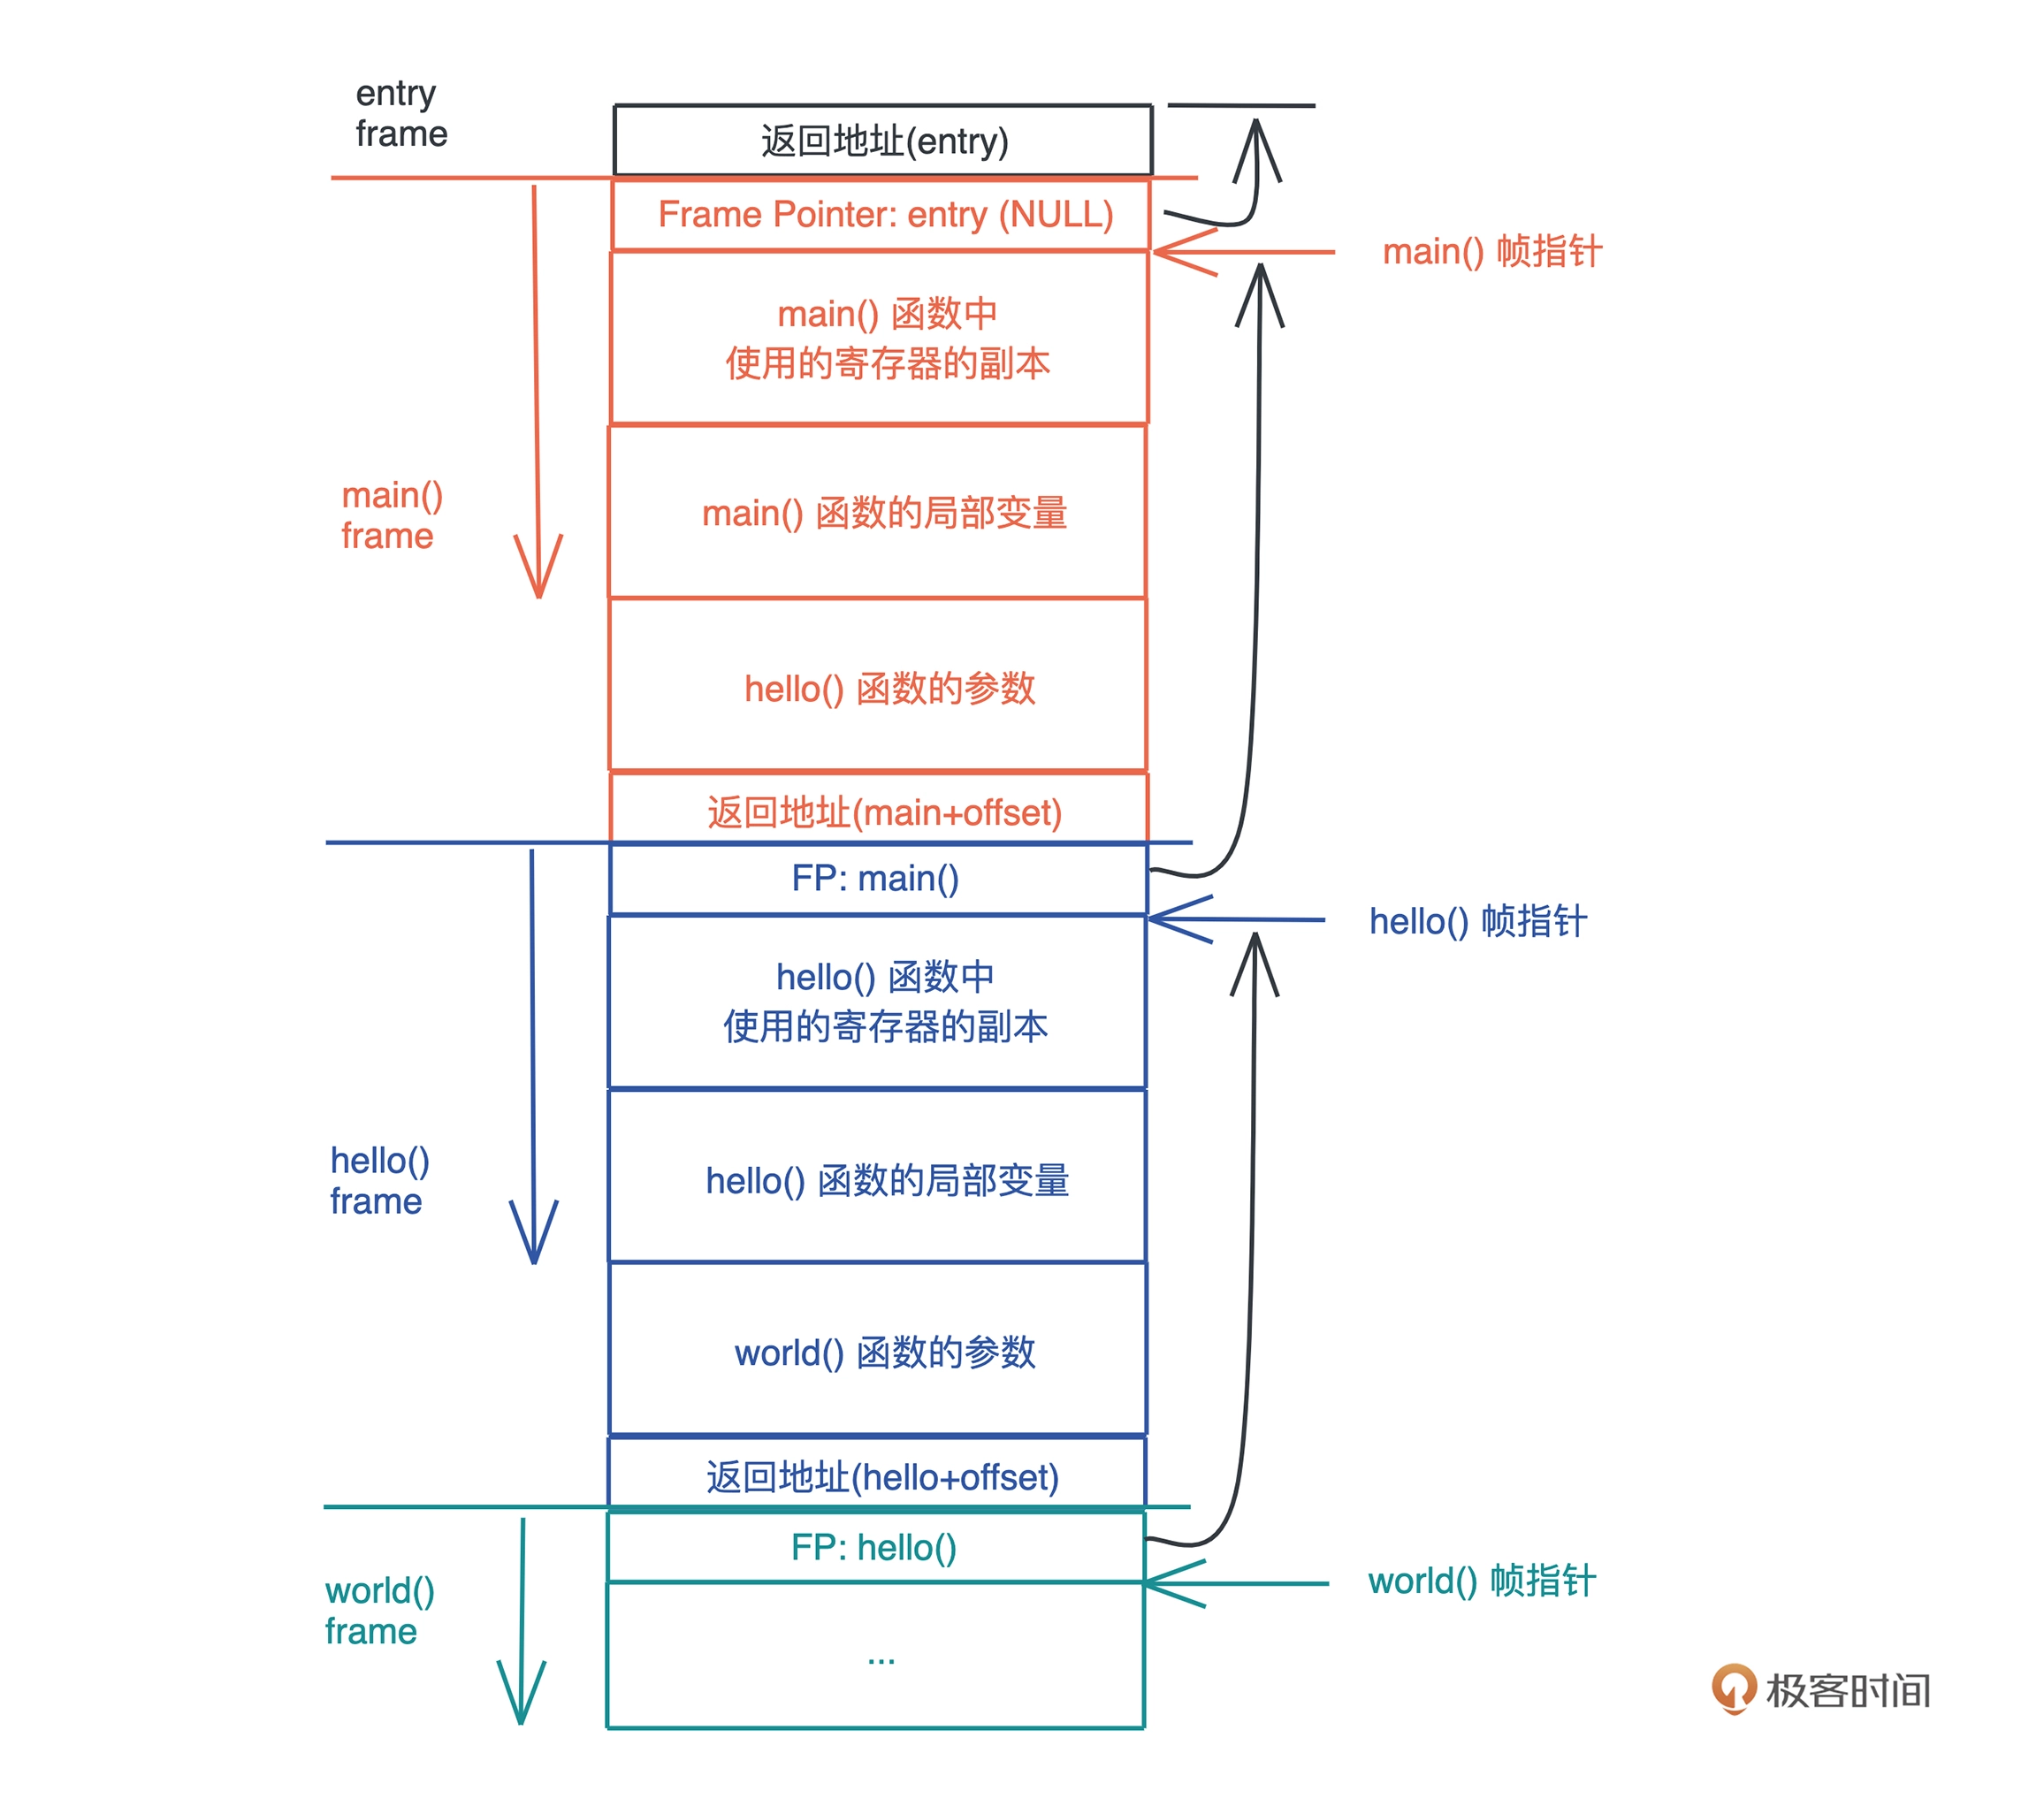 entry
frame
返回地址(entry)
Frame Pointer: entry (NULL)
main() 帧指针
main() 函数中
使用的寄存器的副本
main()
frame
main() 函数的局部变量
hello() 函数的参数
返回地址(main+offset)
FP: main()
hello() 帧指针
hello() 函数中
使用的寄存器的副本
hello()
frame
hello() 函数的局部变量
world() 函数的参数
返回地址(hello+offset)
FP: hello()
world() 帧指针
world()
frame
...
极客时间